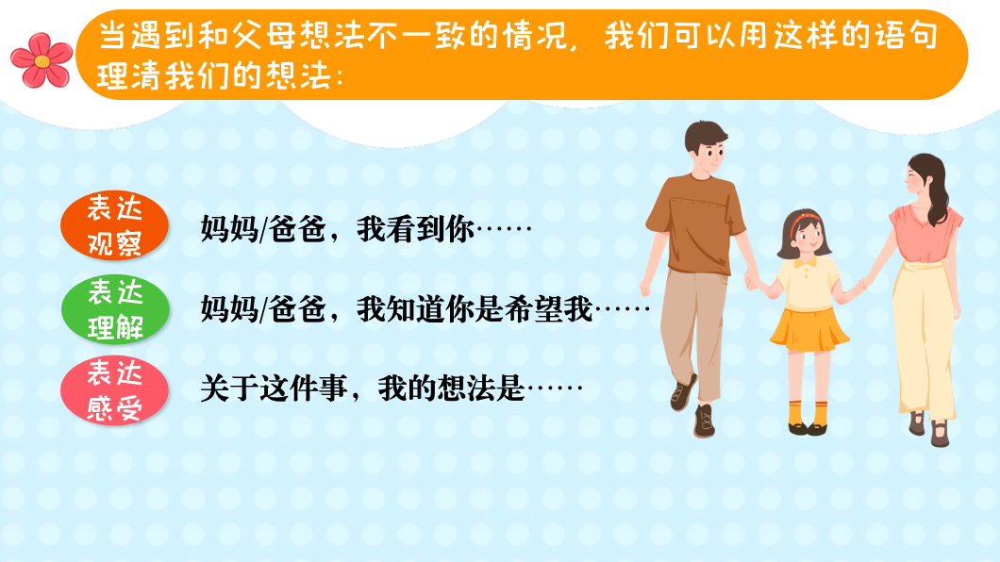 当遇到和父母想法不一致的情况，我们可以用这样的语句
理清我们的想法：
表达
观察
妈妈/爸爸，我看到你……
表达
理解
妈妈/爸爸，我知道你是希望我……
表达
感受
关于这件事，我的想法是……